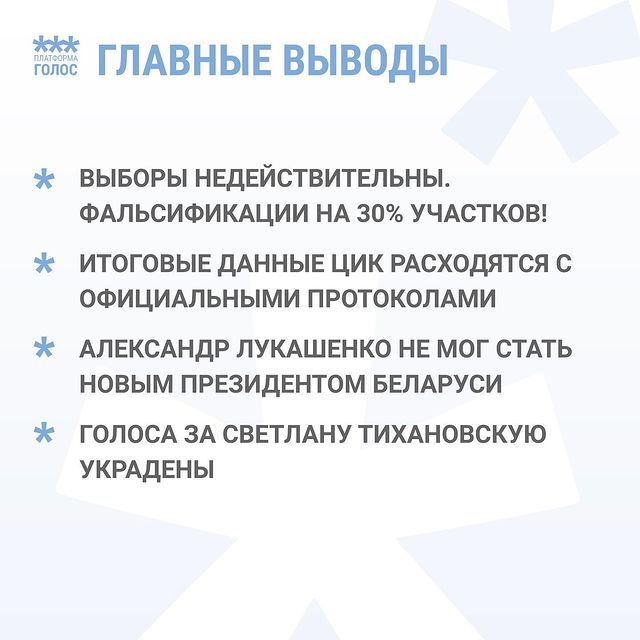 ПЛАТФОРМА
ГОЛОС
ГЛАВНЫЕ ВЫВОДЫ
ВЫБОРЫ НЕДЕЙСТВИТЕЛЬНЫ.
ФАЛЬСИФИКАЦИИ НА 30% УЧАСТКОВ!
ИТОГОВЫЕ ДАННЫЕ ЦИК РАСХОДЯТСЯ С
ОФИЦИАЛЬНЫМИ ПРОТОКОЛАМИ
АЛЕКСАНДР ЛУКАШЕНКО НЕ МОГ СТАТЬ
НОВЫМ ПРЕЗИДЕНТОМ БЕЛАРУСИ
ГОЛОСА ЗА СВЕТЛАНУ ТИХАНОВСКУЮ
УКРАДЕНЫ